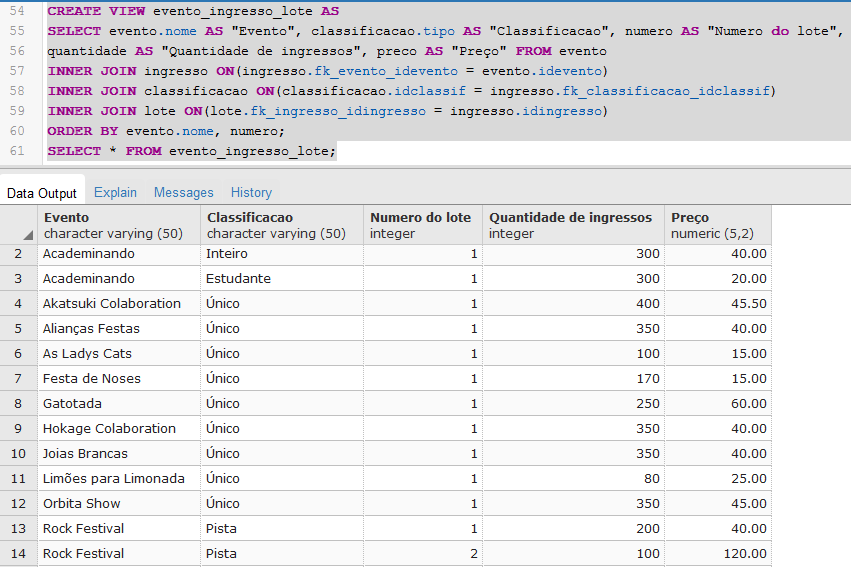 54 CREATE VIEW evento_ingresso_lote AS
55 SELECT evento.nome AS "Evento", classificacao.tipo AS "Classificacao", numero AS "Numero do lote",
56 quantidade AS "Quantidade de ingressos", preco AS "Preço" FROM evento
57 INNER JOIN ingresso ON(ingresso.fk_evento_idevento = evento.idevento)
58 INNER JOIN classificacao ON(classificacao.idclassif = ingresso.fk_classificacao_idclassif)
59 INNER JOIN lote ON(lote.fk_ingresso_idingresso = ingresso.idingresso)
60 ORDER BY evento.nome, numero;
61 SELECT * FROM evento_ingresso_lote;
Data Output Explain Messages History
Evento Classificacao Numero do lote Quantidade de ingressos Preço
character varying (50) character varying (50) integer integer numeric (5,2)
2 Academinando Inteiro 1 300 40.00
3 Academinando Estudante 1 300 20.00
4 Akatsuki Colaboration Único 1 400 45.50
5 Alianças Festas Único 1 350 40.00
6 As Ladys Cats Único 1 100 15.00
7 Festa de Noses Único 1 170 15.00
8 Gatotada Único 1 250 60.00
9 Hokage Colaboration Único 1 350 40.00
10 Joias Brancas Único 1 350 40.00
11 Limões para Limonada Único 1 80 25.00
12 Orbita Show Único 1 350 45.00
13 Rock Festival Pista 1 200 40.00
14 Rock Festival Pista 2 100 120.00